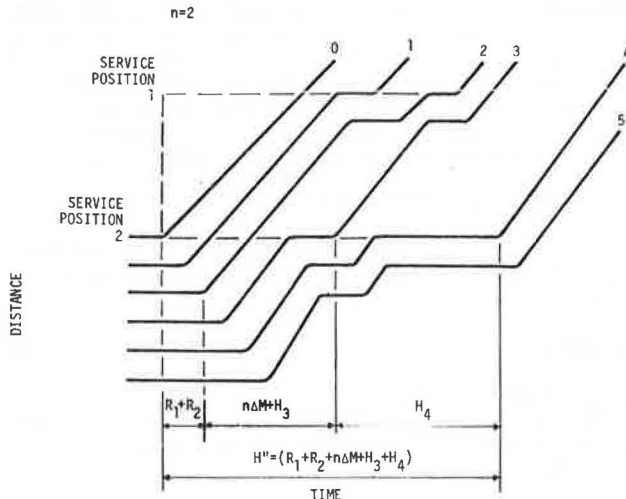 n=2
0
1
2
3
4
5
SERVICE
POSITION
1
SERVICE
POSITION
2
DISTANCE
R₁+R₂
nΔM+H₃
H₄
H"=(R₁+R₂+nΔM+H₃+H₄)
TIME